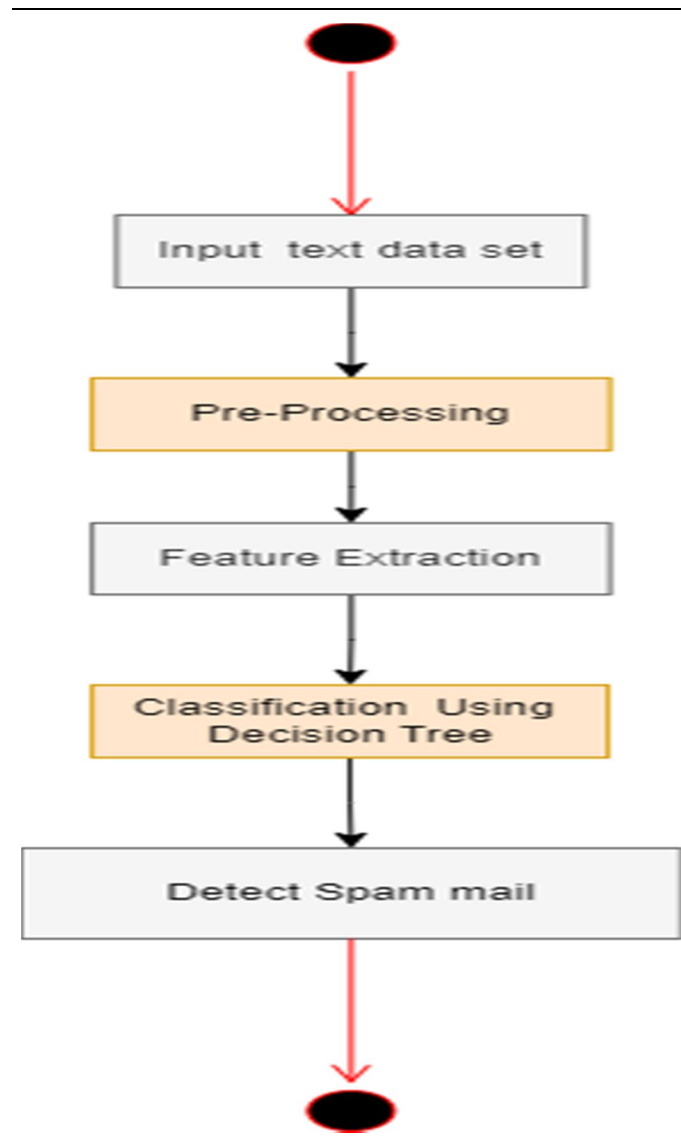 Input text data set
Pre-Processing
Feature Extraction
Classification Using
Decision Tree
Detect Spam mail